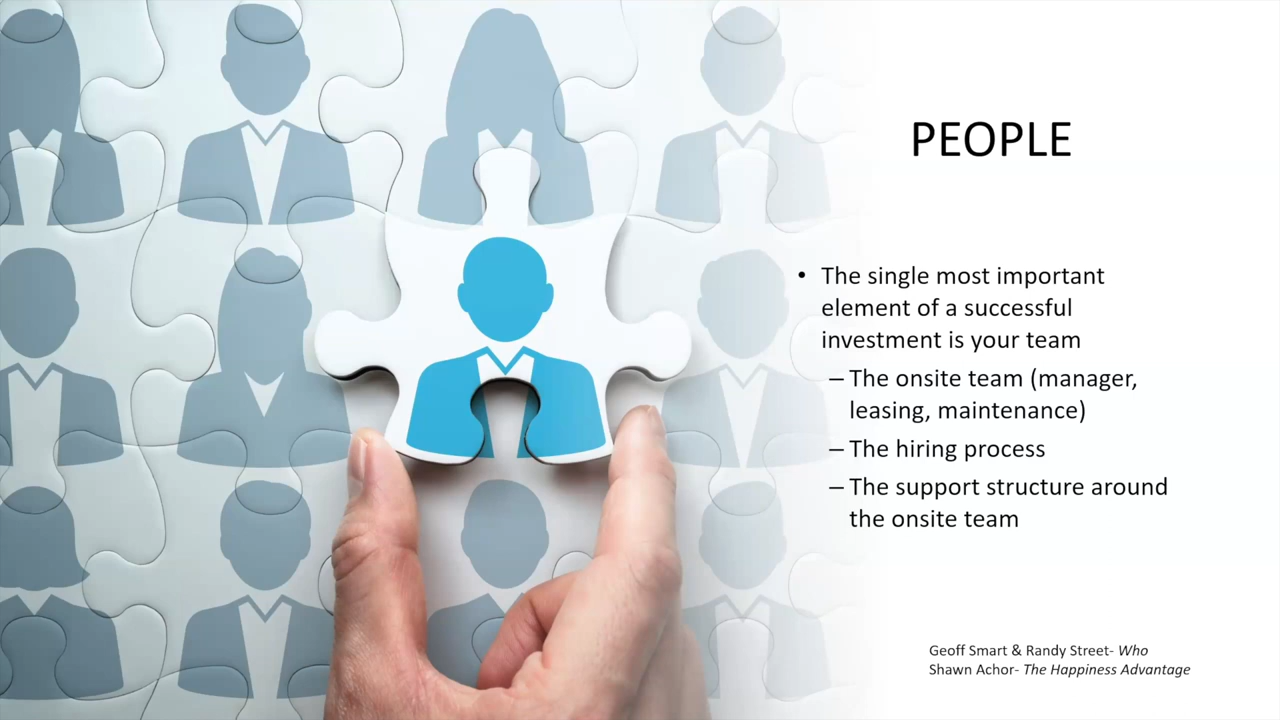 PEOPLE
• The single most important
element of a successful
investment is your team
– The onsite team (manager,
leasing, maintenance)
– The hiring process
– The support structure around
the onsite team
Geoff Smart & Randy Street- Who
Shawn Achor- The Happiness Advantage